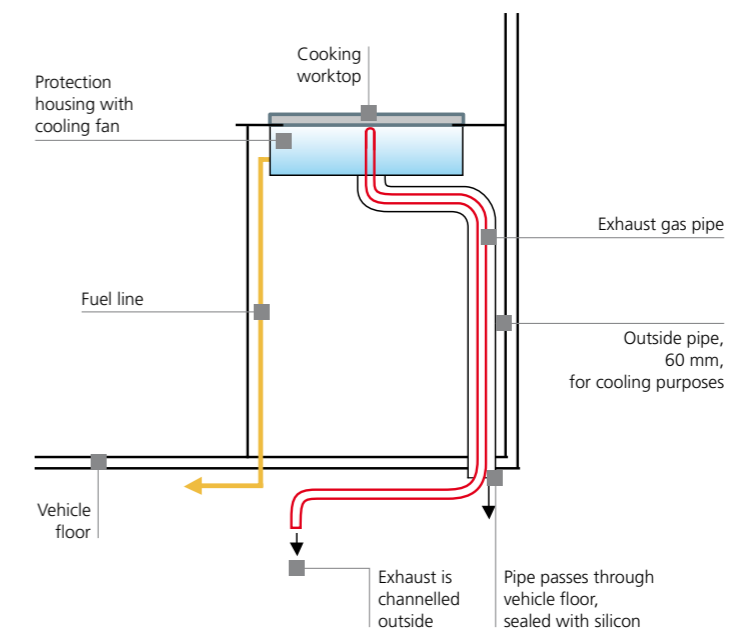 Cooking
worktop
Protection
housing with
cooling fan
Exhaust gas pipe
Fuel line
Outside pipe,
60 mm,
for cooling purposes
Vehicle
floor
Exhaust is
channelled
outside
Pipe passes through
vehicle floor,
sealed with silicon